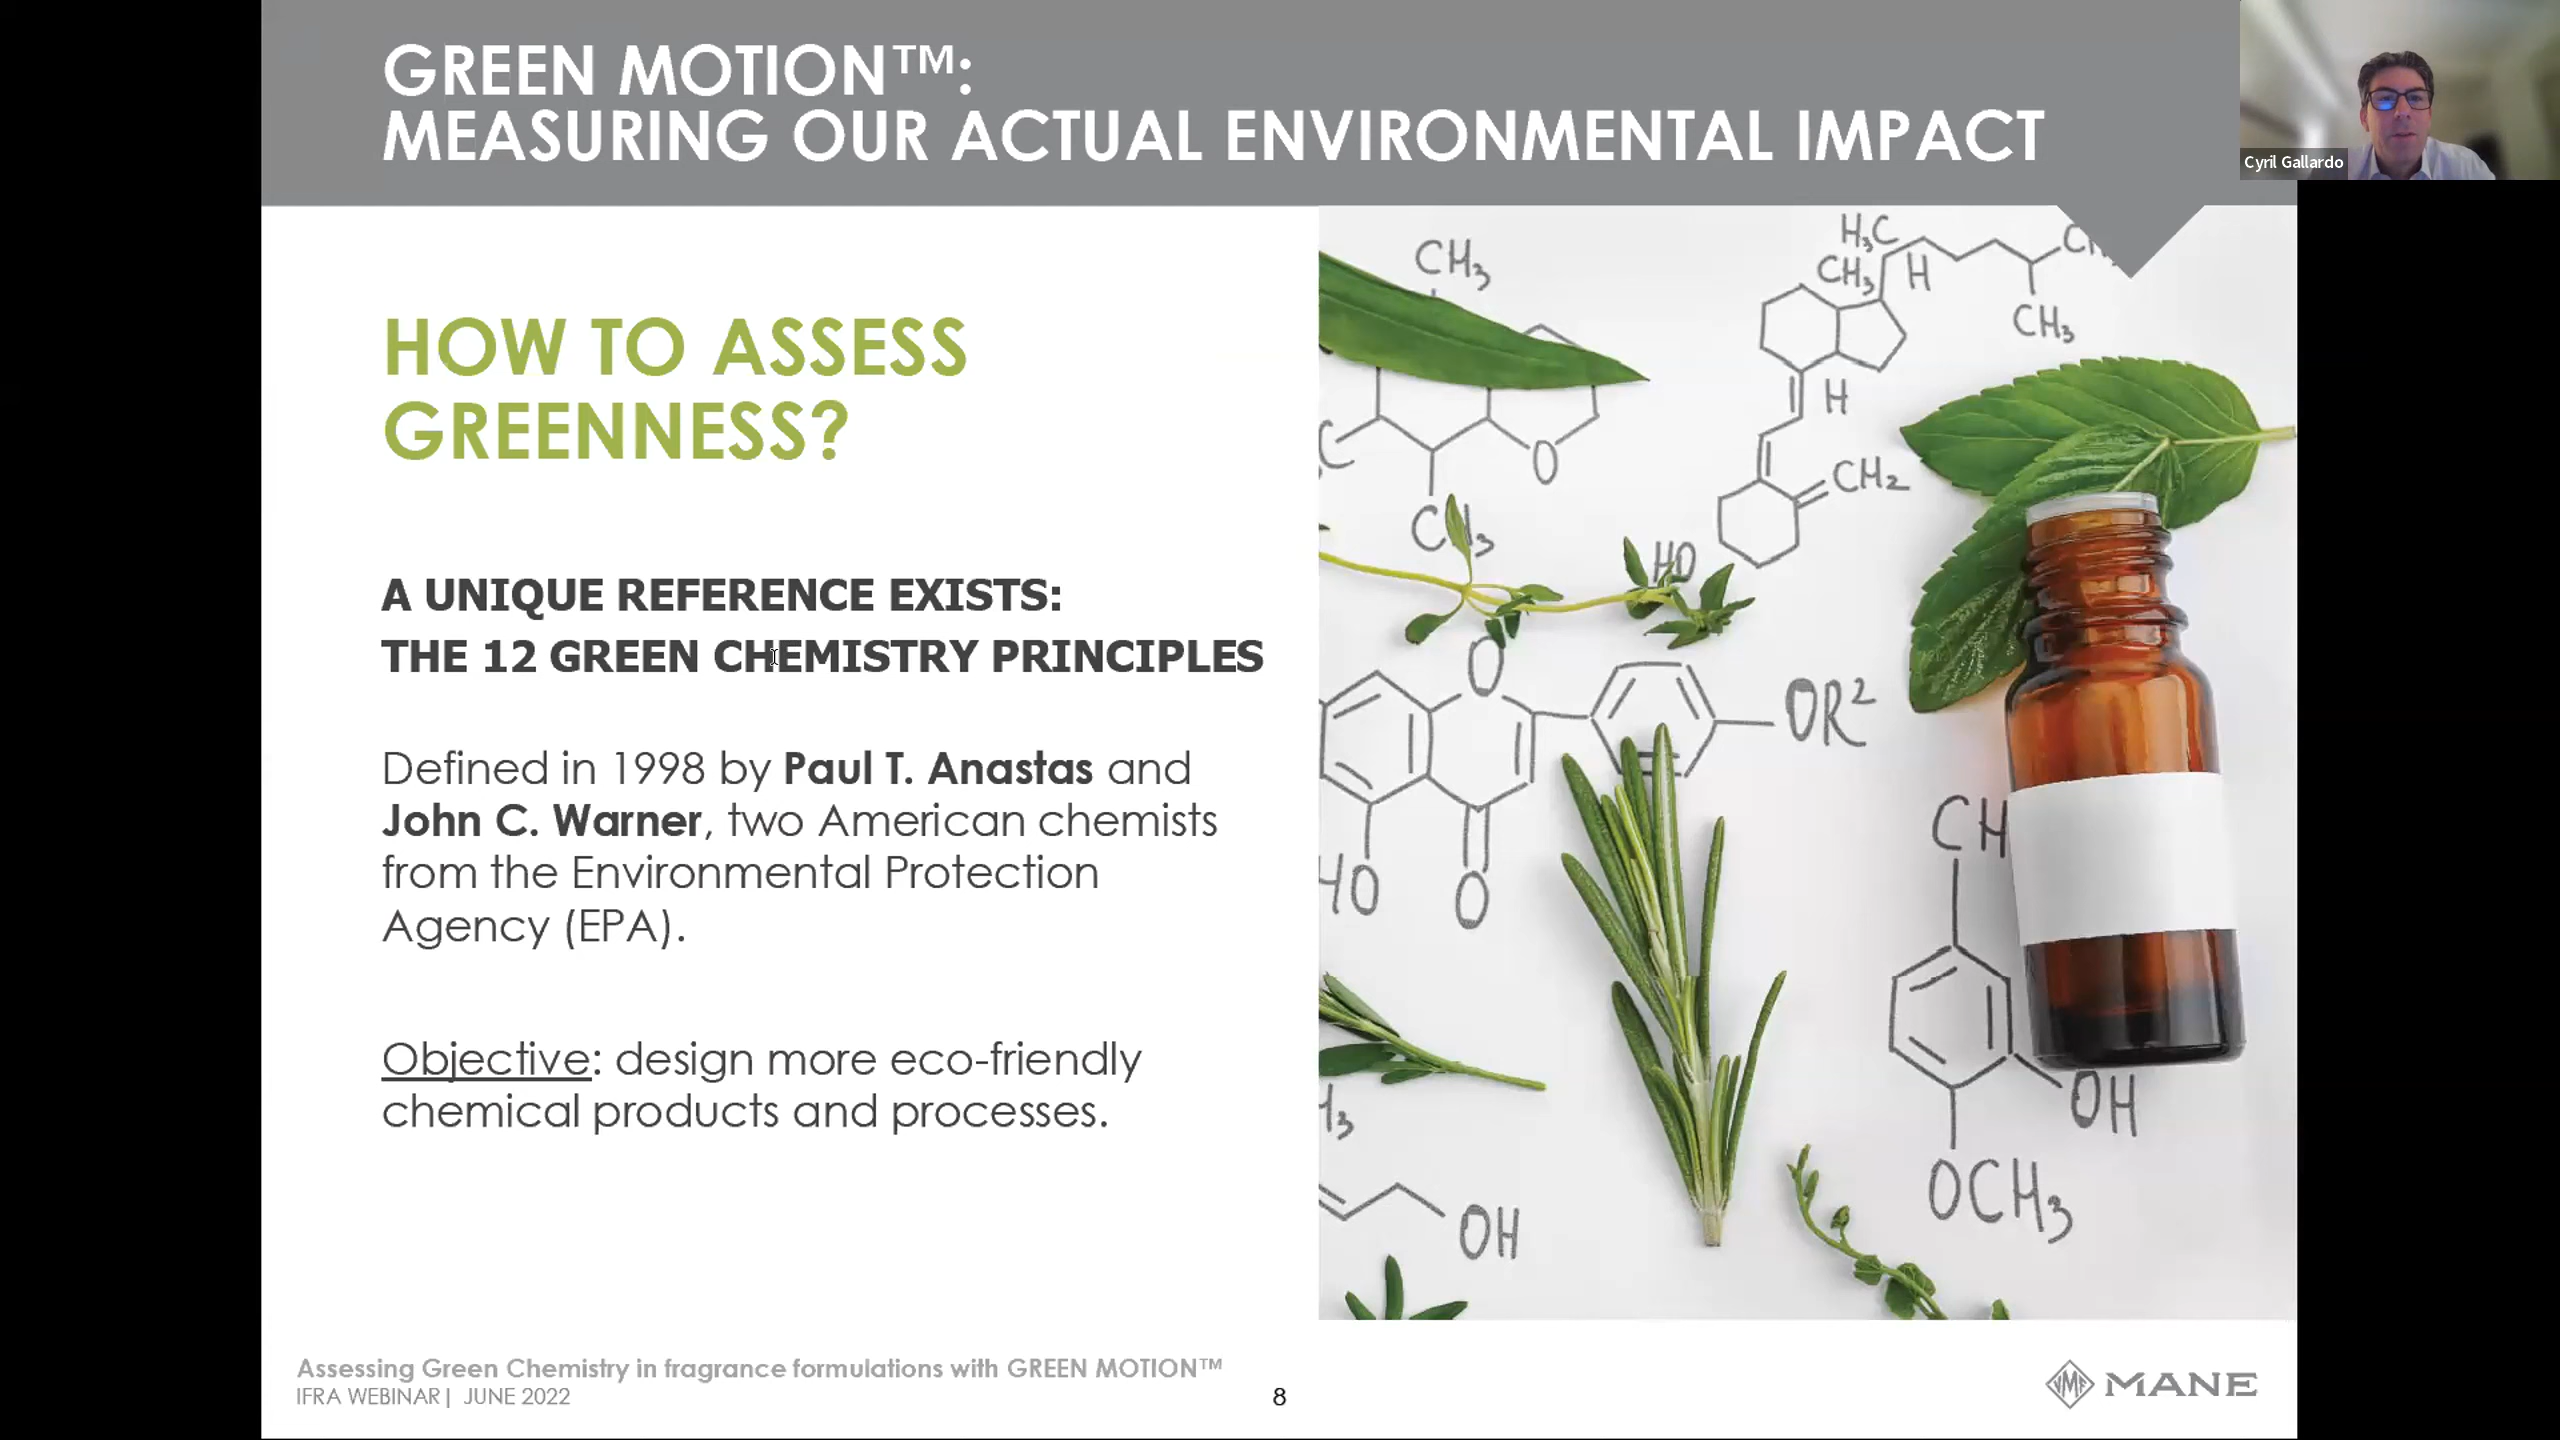 GREEN MOTION™:
MEASURING OUR ACTUAL ENVIRONMENTAL IMPACT
Cyril Gallardo
HOW TO ASSESS
GREENNESS?
A UNIQUE REFERENCE EXISTS:
THE 12 GREEN CHEMISTRY PRINCIPLES
Defined in 1998 by Paul T. Anastas and
John C. Warner, two American chemists
from the Environmental Protection
Agency (EPA).
Objective: design more eco-friendly
chemical products and processes.
CH₃
H₃C
CH₃
H
CH₃
H
O
CH₂
HO
O
OR²
HO
O
CH
OH
OCH₃
OH
Assessing Green Chemistry in fragrance formulations with GREEN MOTION™
IFRA WEBINAR| JUNE 2022
8
VMF MANE